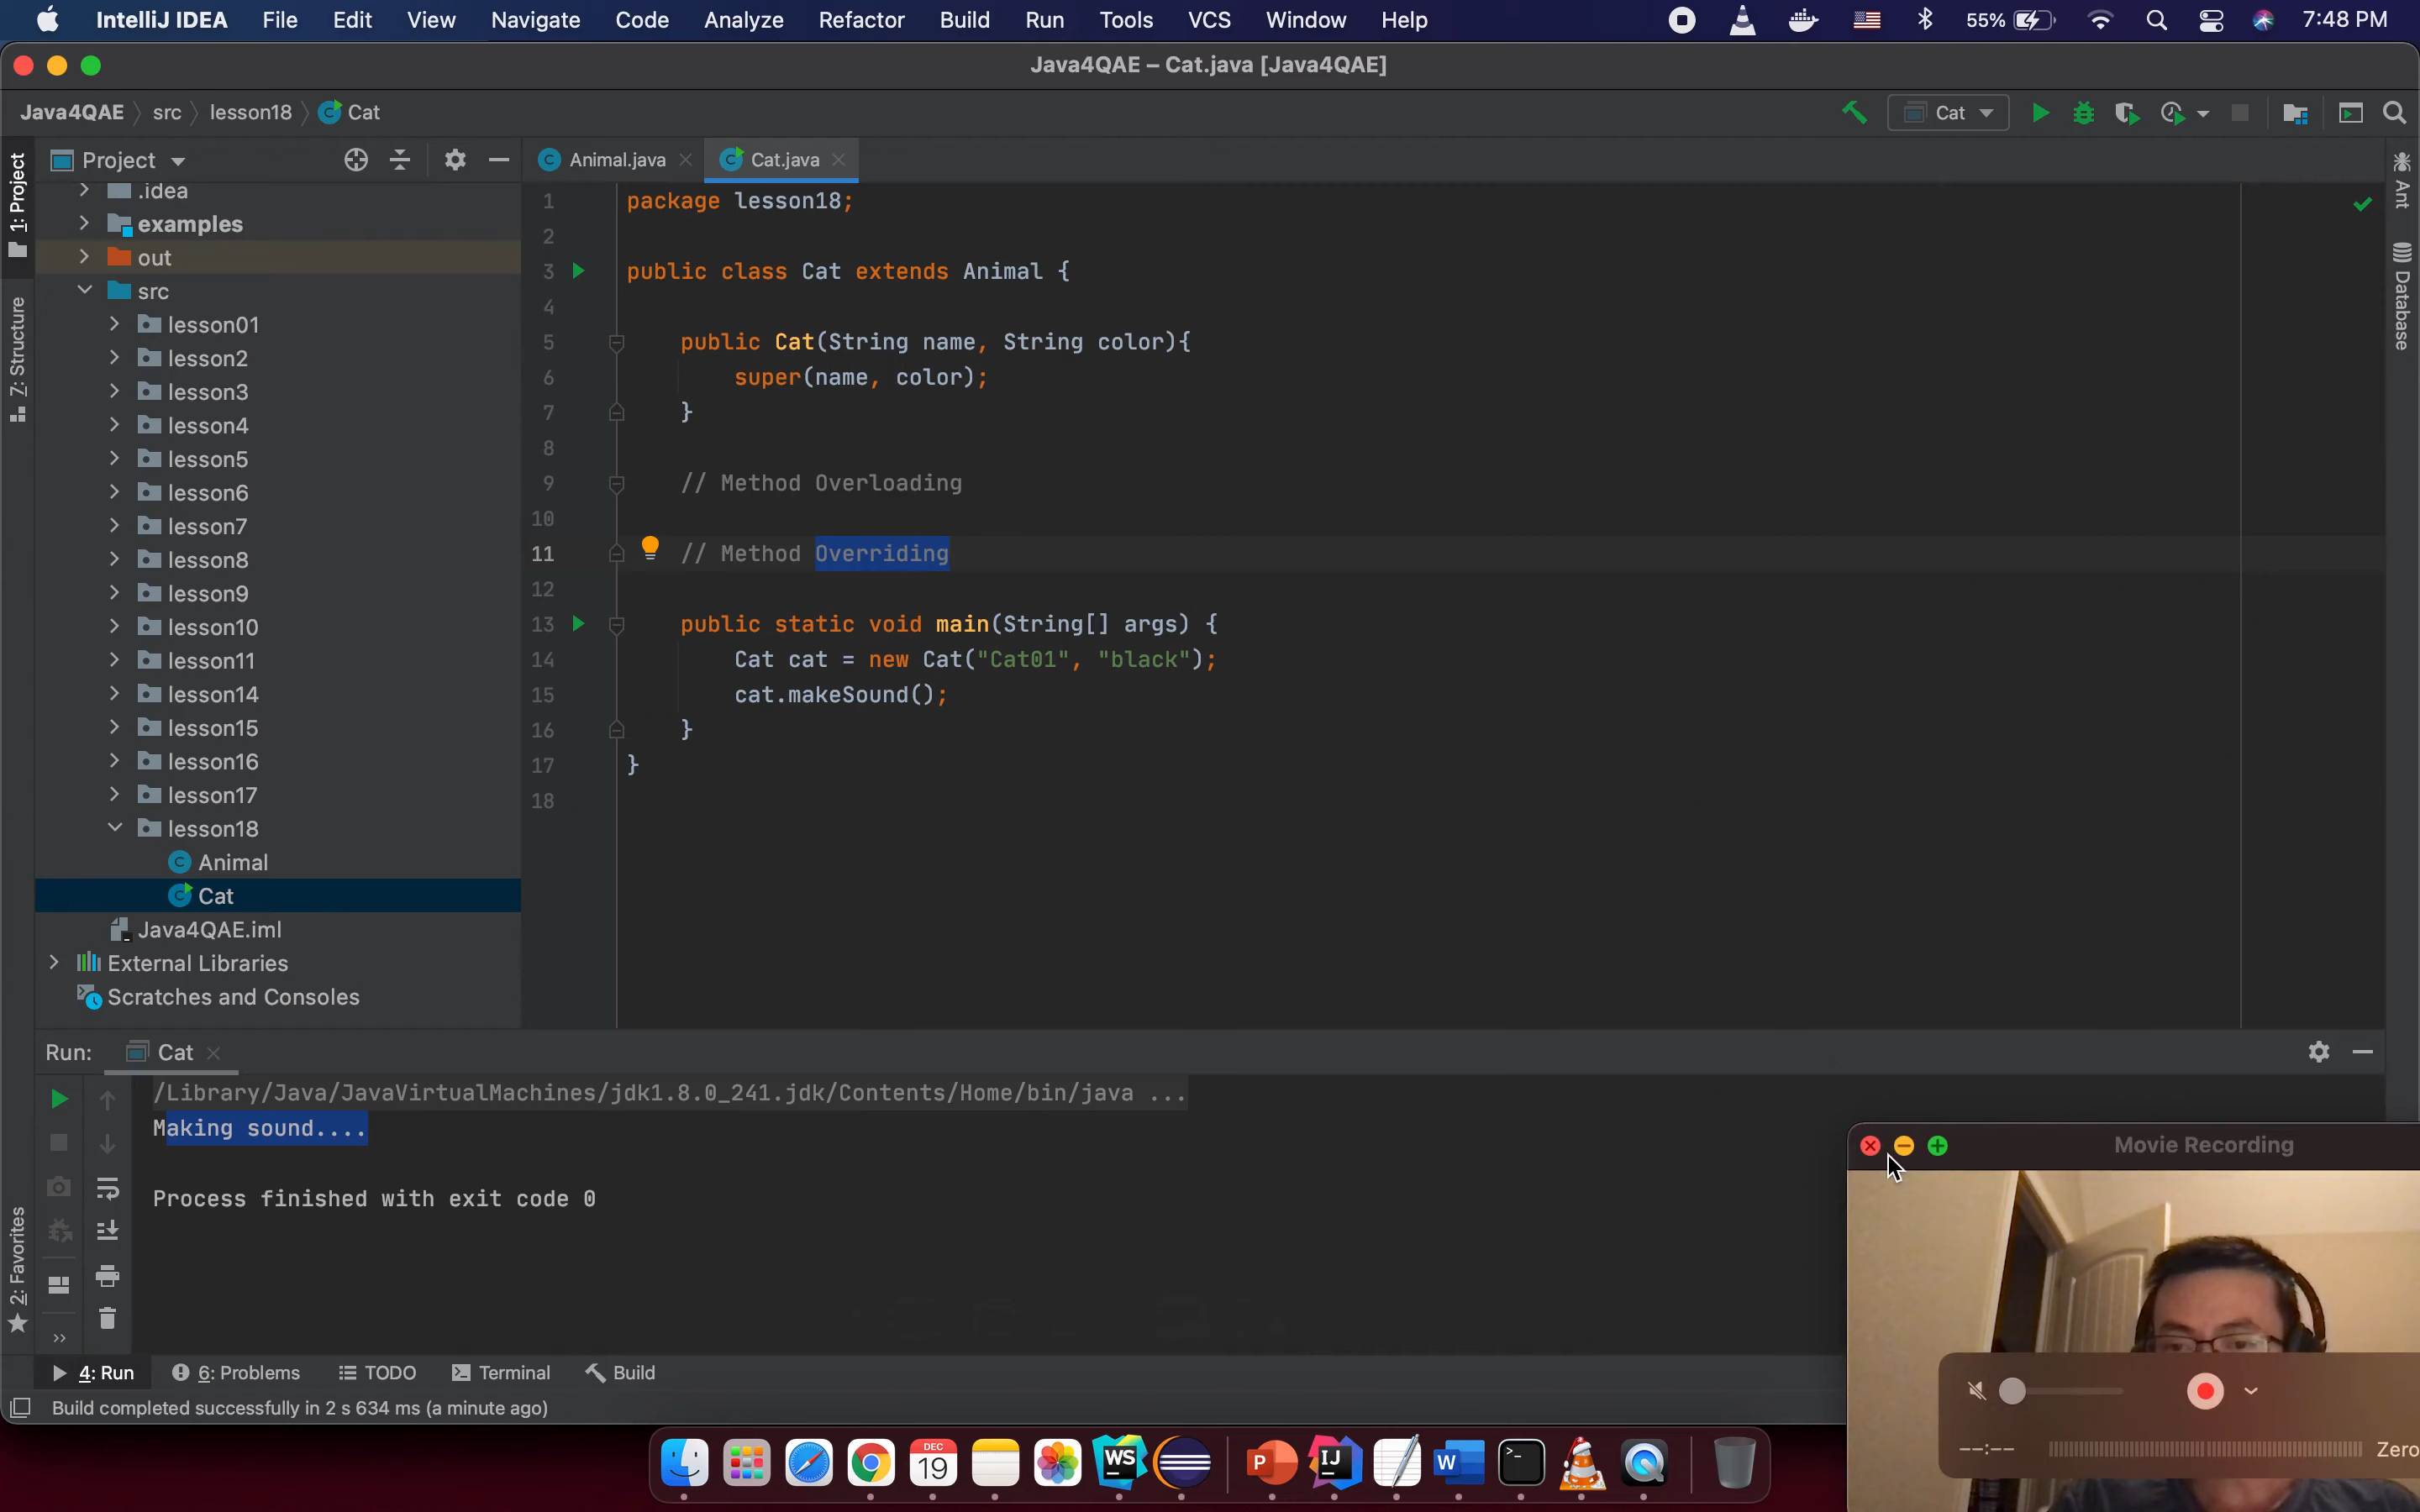 IntelliJ IDEA File Edit View Navigate Code Analyze Refactor Build Run Tools VCS Window Help 55% 7:48 PM
Java4QAE – Cat.java [Java4QAE]
Java4QAE src lesson18 Cat Cat
1: Project
Project
Animal.java Cat.java
Ant
.idea
examples
out
src
lesson01
lesson2
lesson3
lesson4
lesson5
lesson6
lesson7
lesson8
lesson9
lesson10
lesson11
lesson14
lesson15
lesson16
lesson17
lesson18
Animal
Cat
Java4QAE.iml
External Libraries
Scratches and Consoles
7: Structure
Database
1 package lesson18;
2
3 public class Cat extends Animal {
4
5 public Cat(String name, String color){
6 super(name, color);
7 }
8
9 // Method Overloading
10
11 // Method Overriding
12
13 public static void main(String[] args) {
14 Cat cat = new Cat("Cat01", "black");
15 cat.makeSound();
16 }
17 }
18
Run: Cat
/Library/Java/JavaVirtualMachines/jdk1.8.0_241.jdk/Contents/Home/bin/java ...
Making sound....
Process finished with exit code 0
2: Favorites
Movie Recording
4: Run 6: Problems TODO Terminal Build
Build completed successfully in 2 s 634 ms (a minute ago)
--:-- Zero
DEC
19
WS
P
IJ
W